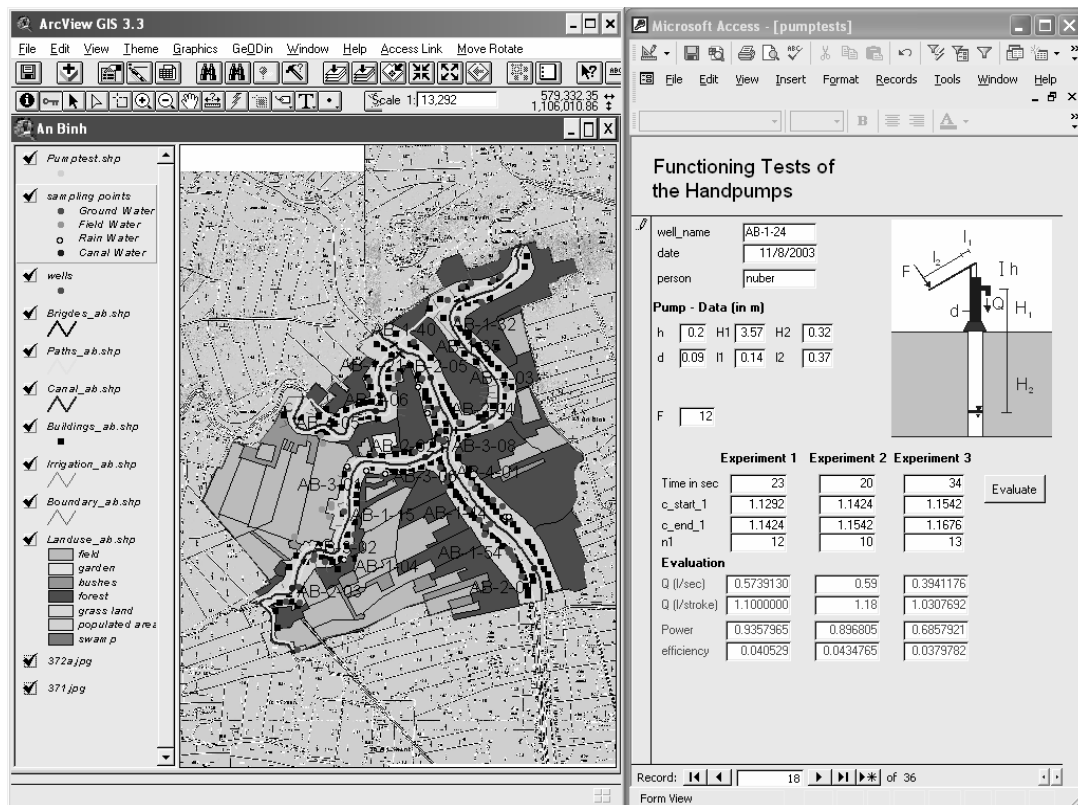 ArcView GIS 3.3
File Edit View Theme Graphics GeQDin Window Help Access Link Move Rotate
Scale 1: 13,292
579,332.35
1,106,010.86
An Binh
Pumptest.shp
sampling points
Ground Water
Field Water
Rain Water
Canal Water
wells
Brigdes_ab.shp
Paths_ab.shp
Canal_ab.shp
Buildings_ab.shp
Irrigation_ab.shp
Boundary_ab.shp
Landuse_ab.shp
field
garden
bushes
forest
grass land
populated area
swamp
372a.jpg
371.jpg
AB-1-40
AB-1-32
AB-1-35
AB-2-05
AB-3-08
AB-4-01
AB-3-01
AB-1-15
AB-1-44
AB-1-04
AB-1-54
AB-2-03
Microsoft Access - [pumptests]
File Edit View Insert Format Records Tools Window Help
B A
Functioning Tests of
the Handpumps
well_name AB-1-24
date 11/8/2003
person nuber
Pump - Data (in m)
h 0.2 H1 3.57 H2 0.32
d 0.09 l1 0.14 l2 0.37
F 12
l1
l2
F
h
Q
d
H1
H2
Experiment 1 Experiment 2 Experiment 3
Time in sec 23 20 34
c_start_1 1.1292 1.1424 1.1542
c_end_1 1.1424 1.1542 1.1676
n1 12 10 13
Evaluate
Evaluation
Q (l/sec) 0.5739130 0.59 0.3941176
Q (l/stroke) 1.1000000 1.18 1.0307692
Power 0.9357965 0.896805 0.6857921
efficiency 0.040529 0.0434765 0.0379782
Record: 18 of 36
Form View